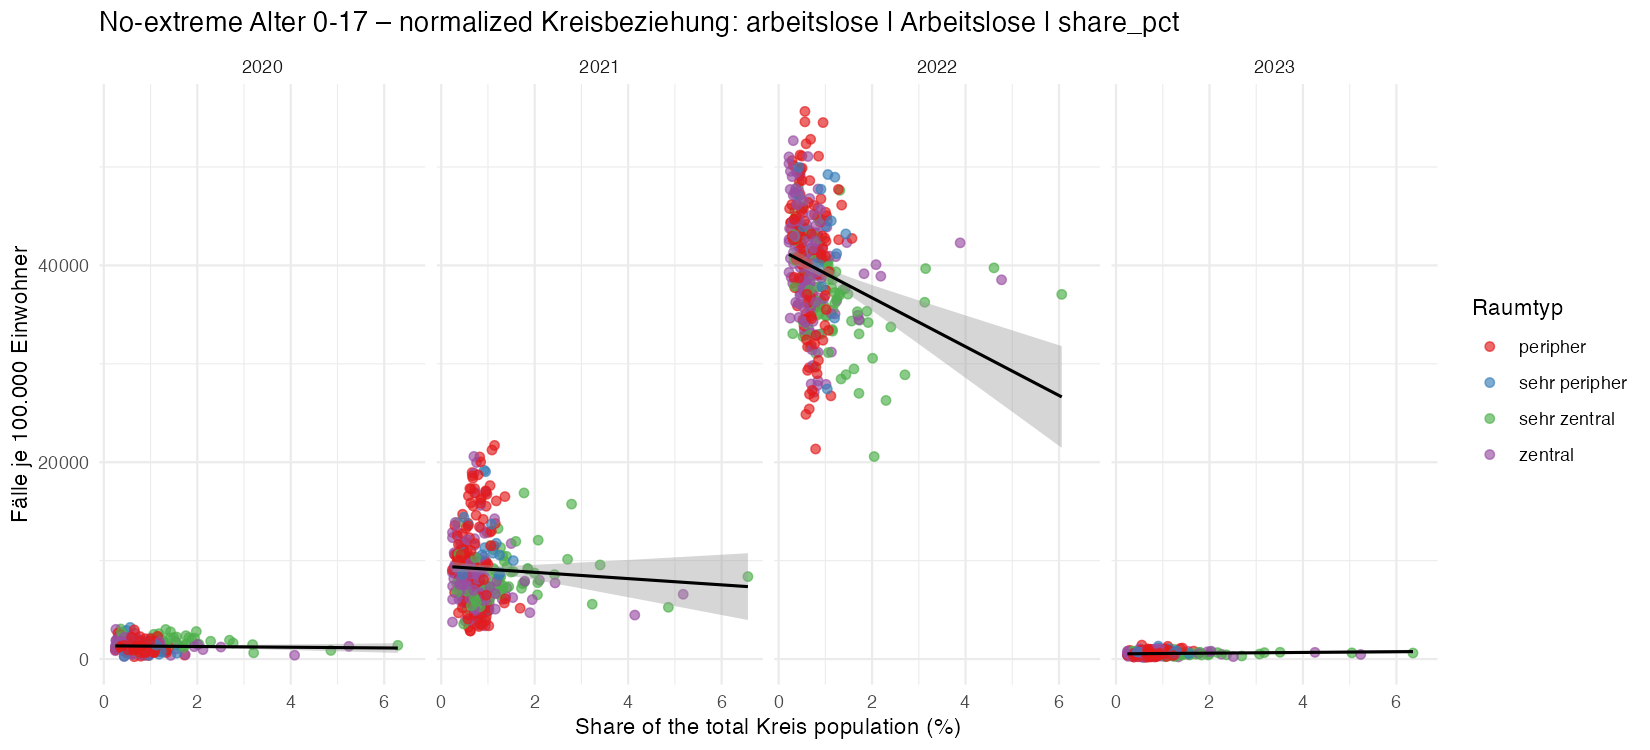 No-extreme Alter 0-17 – normalized Kreisbeziehung: arbeitslose | Arbeitslose | share_pct
2020 2021 2022 2023
Fälle je 100.000 Einwohner
40000
20000
0
0 2 4 6 0 2 4 6 0 2 4 6 0 2 4 6
Share of the total Kreis population (%)
Raumtyp
peripher
sehr peripher
sehr zentral
zentral